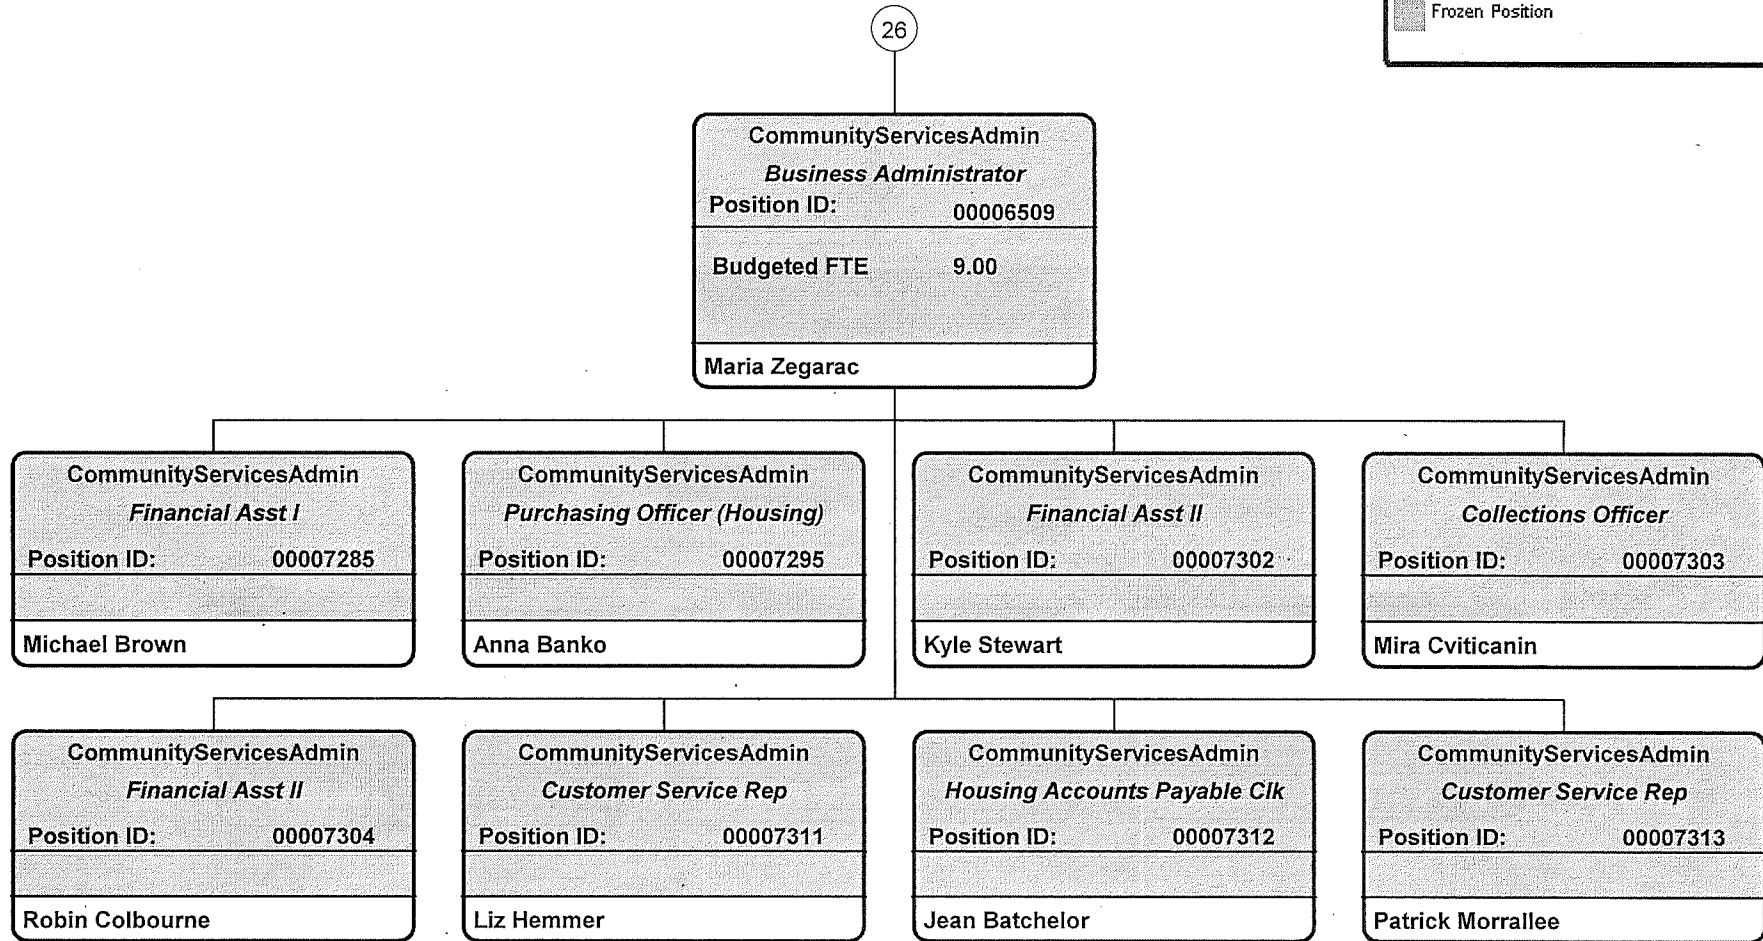 26
Frozen Position
CommunityServicesAdmin
Business Administrator
Position ID: 00006509
Budgeted FTE 9.00
Maria Zegarac
CommunityServicesAdmin
Financial Asst I
Position ID: 00007285
Michael Brown
CommunityServicesAdmin
Purchasing Officer (Housing)
Position ID: 00007295
Anna Banko
CommunityServicesAdmin
Financial Asst II
Position ID: 00007302
Kyle Stewart
CommunityServicesAdmin
Collections Officer
Position ID: 00007303
Mira Cviticanin
CommunityServicesAdmin
Financial Asst II
Position ID: 00007304
Robin Colbourne
CommunityServicesAdmin
Customer Service Rep
Position ID: 00007311
Liz Hemmer
CommunityServicesAdmin
Housing Accounts Payable Clk
Position ID: 00007312
Jean Batchelor
CommunityServicesAdmin
Customer Service Rep
Position ID: 00007313
Patrick Morrallee